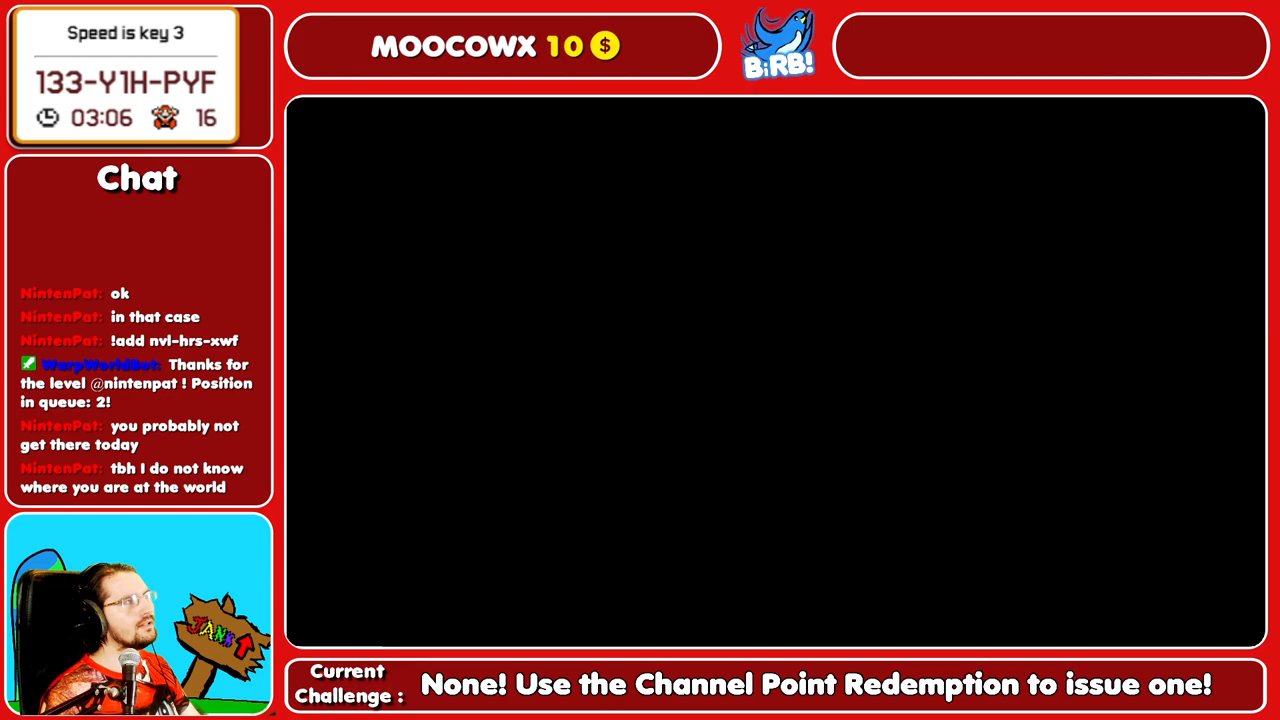 Speed is key 3
133-Y1H-PYF
03:06 16
MOOCOWX 10 $
BiRB!
Chat
NintenPat: ok
NintenPat: in that case
NintenPat: !add nvl-hrs-xwf
WarpWorldBot: Thanks for
the level @nintenpat ! Position
in queue: 2!
NintenPat: you probably not
get there today
NintenPat: tbh I do not know
where you are at the world
JANK
Current
Challenge :
None! Use the Channel Point Redemption to issue one!